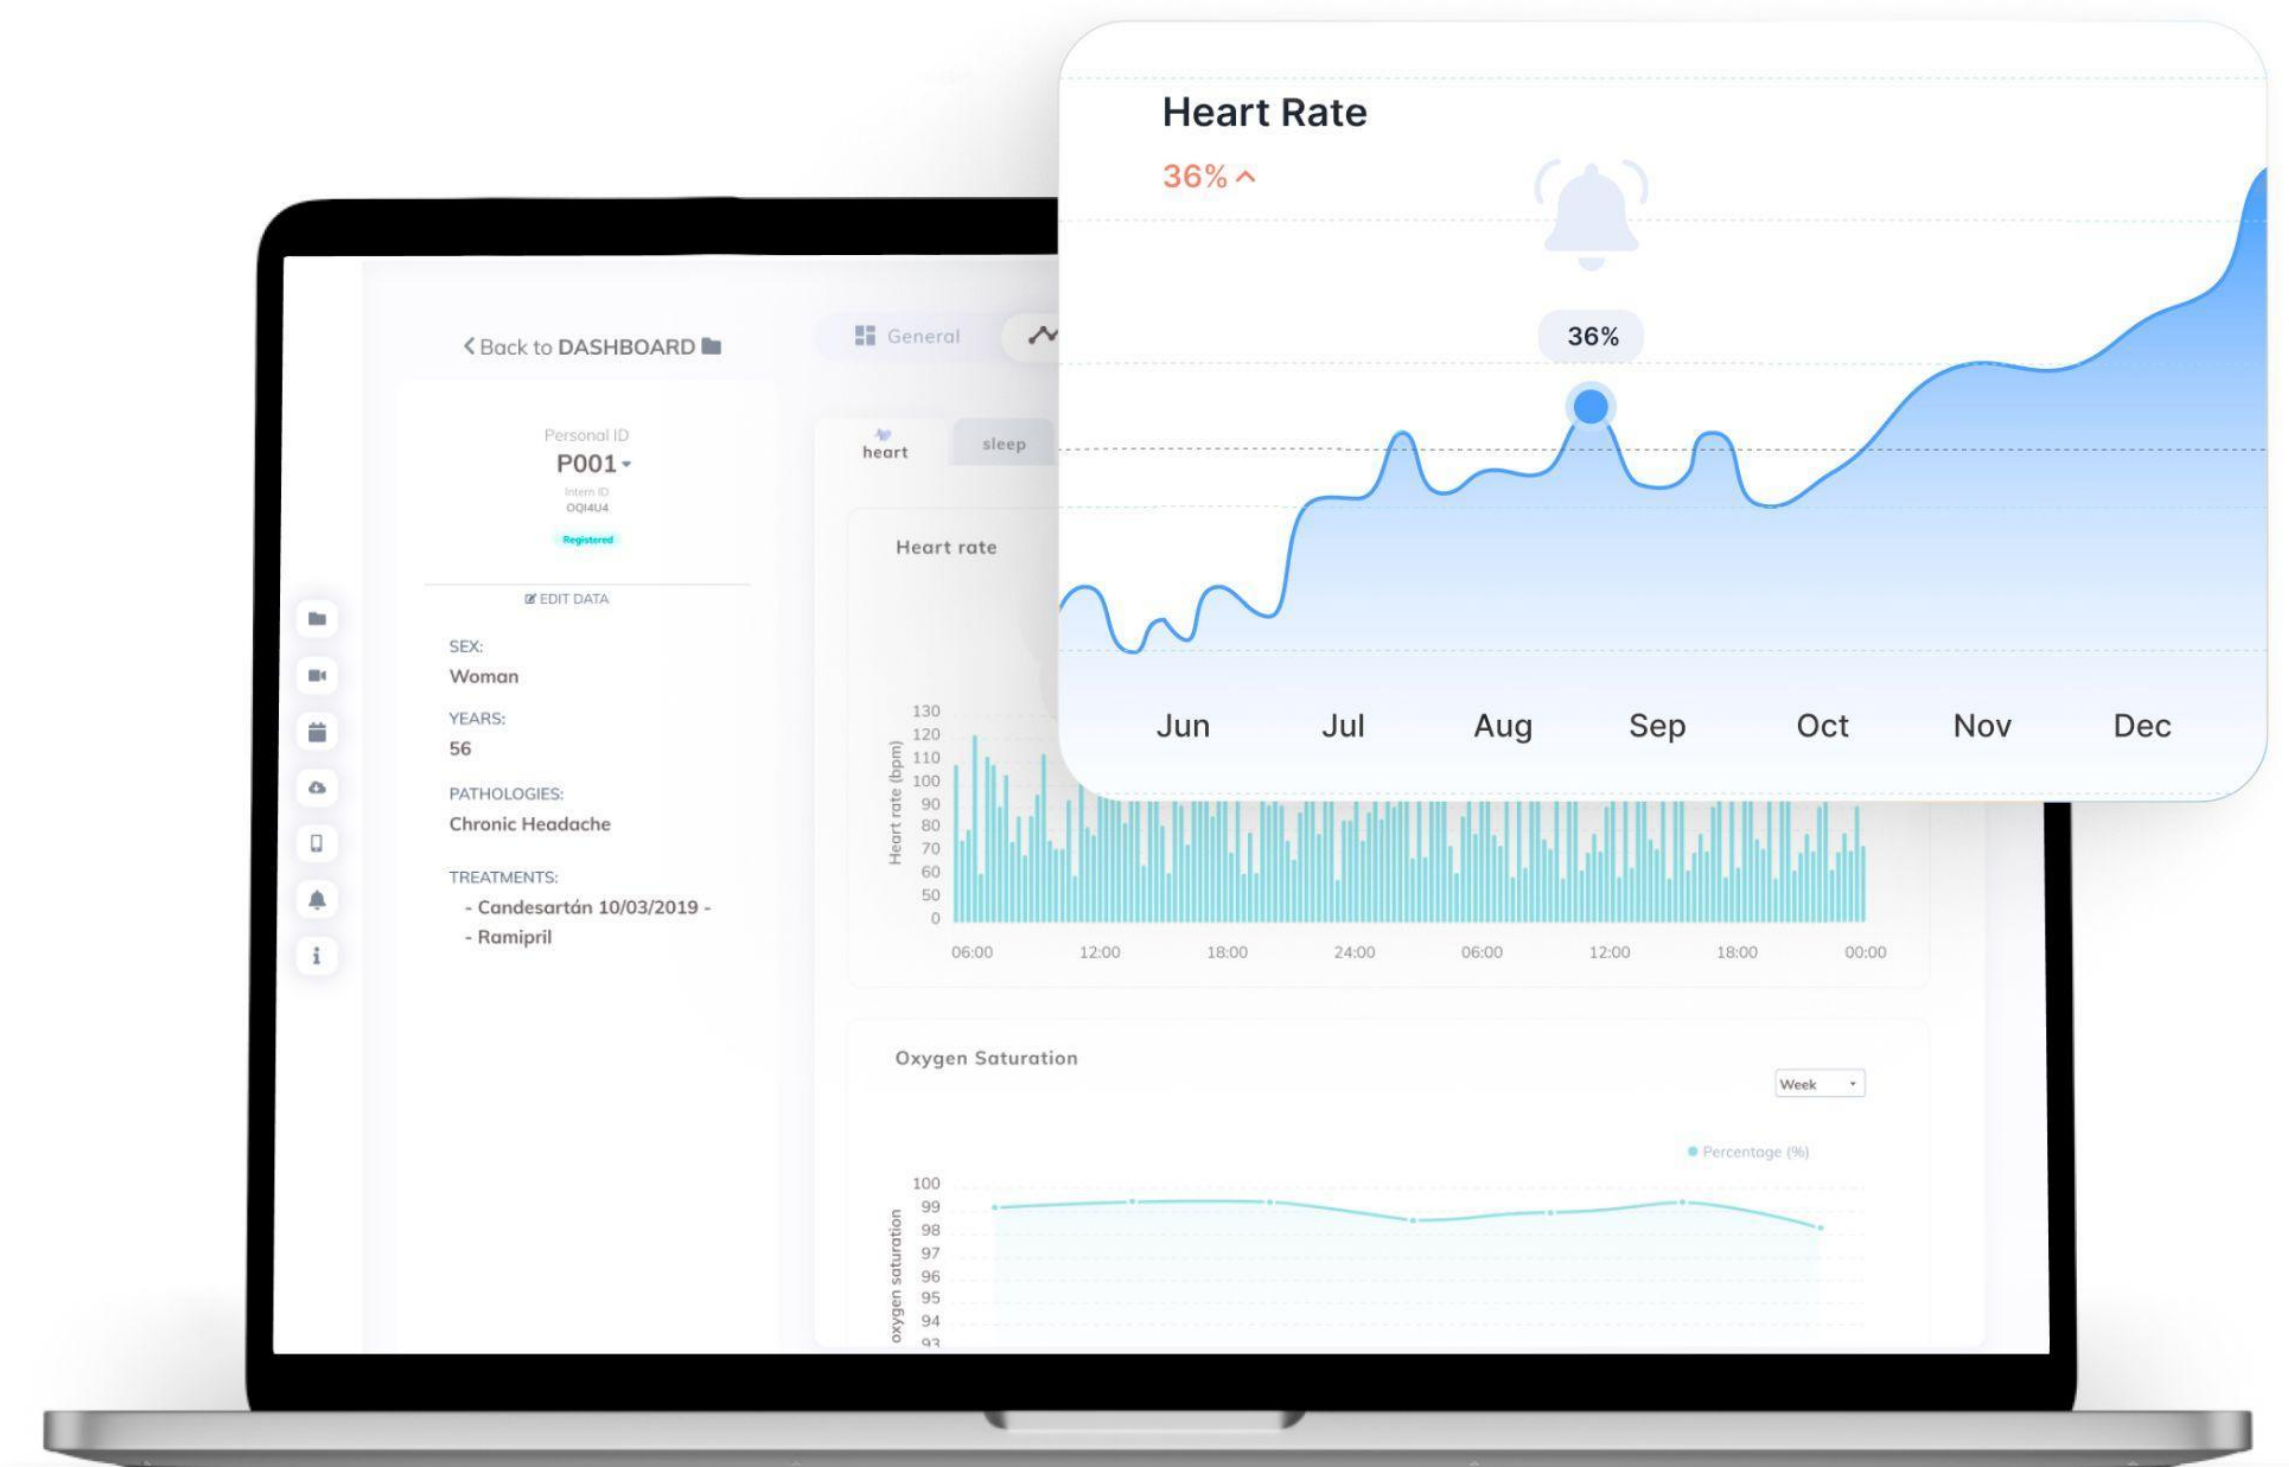 Heart Rate
36%
36%
Jun Jul Aug Sep Oct Nov Dec
Back to DASHBOARD
General
Personal ID
P001
Intern ID
OQI4U4
Registered
EDIT DATA
SEX:
Woman
YEARS:
56
PATHOLOGIES:
Chronic Headache
TREATMENTS:
- Candesartán 10/03/2019 -
- Ramipril
heart
sleep
Heart rate
Heart rate (bpm)
130
120
110
100
90
80
70
60
50
0
06:00 12:00 18:00 24:00 06:00 12:00 18:00 00:00
Oxygen Saturation
Week
Percentage (%)
oxygen saturation
100
99
98
97
96
95
94
93